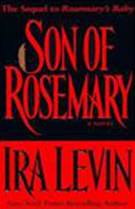 The Sequel to Rosemary's Baby
SON OF
ROSEMARY
A NOVEL
IRA LEVIN